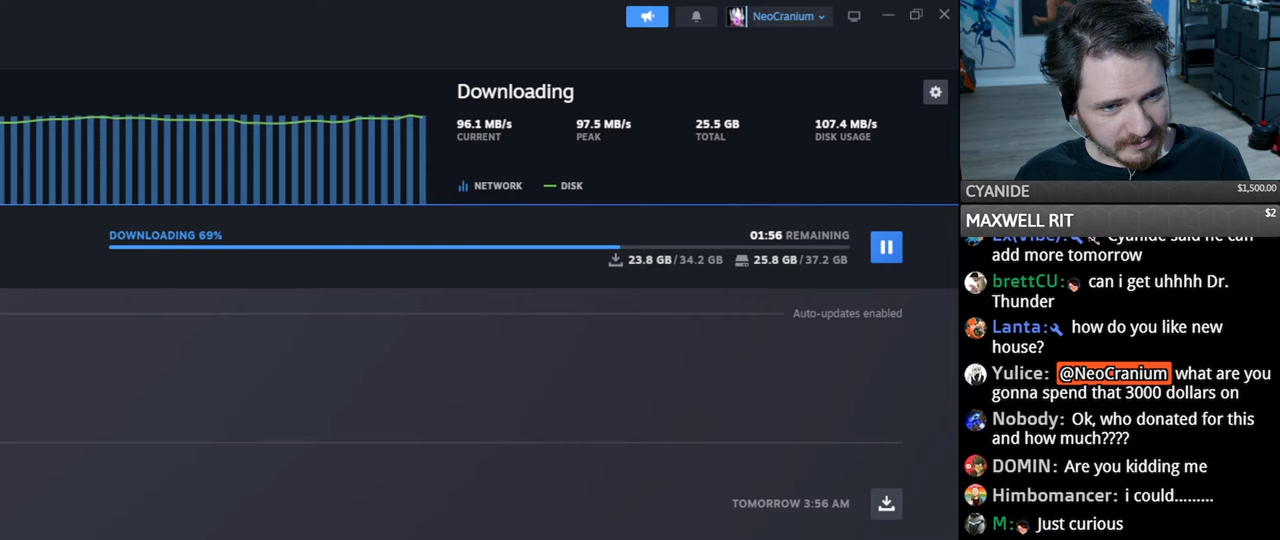 NeoCranium
Downloading
96.1 MB/s 97.5 MB/s 25.5 GB 107.4 MB/s
CURRENT PEAK TOTAL DISK USAGE
NETWORK DISK
DOWNLOADING 69% 01:56 REMAINING
23.8 GB/34.2 GB 25.8 GB/37.2 GB
Auto-updates enabled
TOMORROW 3:56 AM
CYANIDE $1,500.00
MAXWELL RIT $2
Cyanide said he can
add more tomorrow
brettCU: can i get uhhhh Dr.
Thunder
Lanta: how do you like new
house?
Yulice: @NeoCranium what are you
gonna spend that 3000 dollars on
Nobody: Ok, who donated for this
and how much????
DOMIN: Are you kidding me
Himbomancer: i could.........
M: Just curious